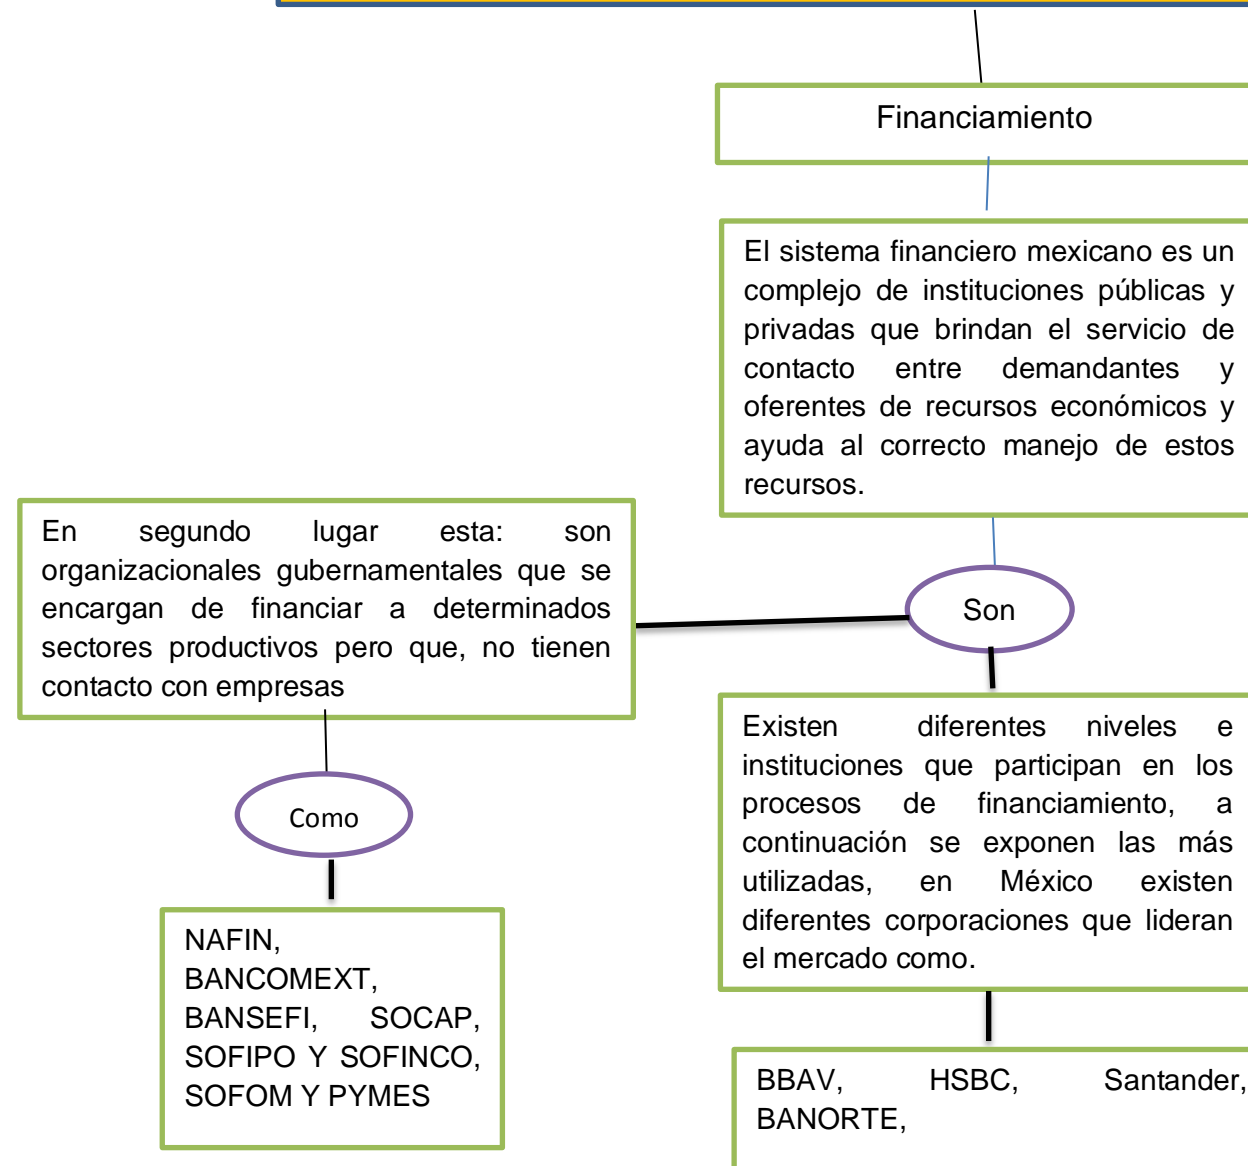 Financiamiento
El sistema financiero mexicano es un
complejo de instituciones públicas y
privadas que brindan el servicio de
contacto entre demandantes y
oferentes de recursos económicos y
ayuda al correcto manejo de estos
recursos.
Son
En segundo lugar esta: son
organizacionales gubernamentales que se
encargan de financiar a determinados
sectores productivos pero que, no tienen
contacto con empresas
Como
NAFIN,
BANCOMEXT,
BANSEFI, SOCAP,
SOFIPO Y SOFINCO,
SOFOM Y PYMES
Existen diferentes niveles e
instituciones que participan en los
procesos de financiamiento, a
continuación se exponen las más
utilizadas, en México existen
diferentes corporaciones que lideran
el mercado como.
BBAV, HSBC, Santander,
BANORTE,